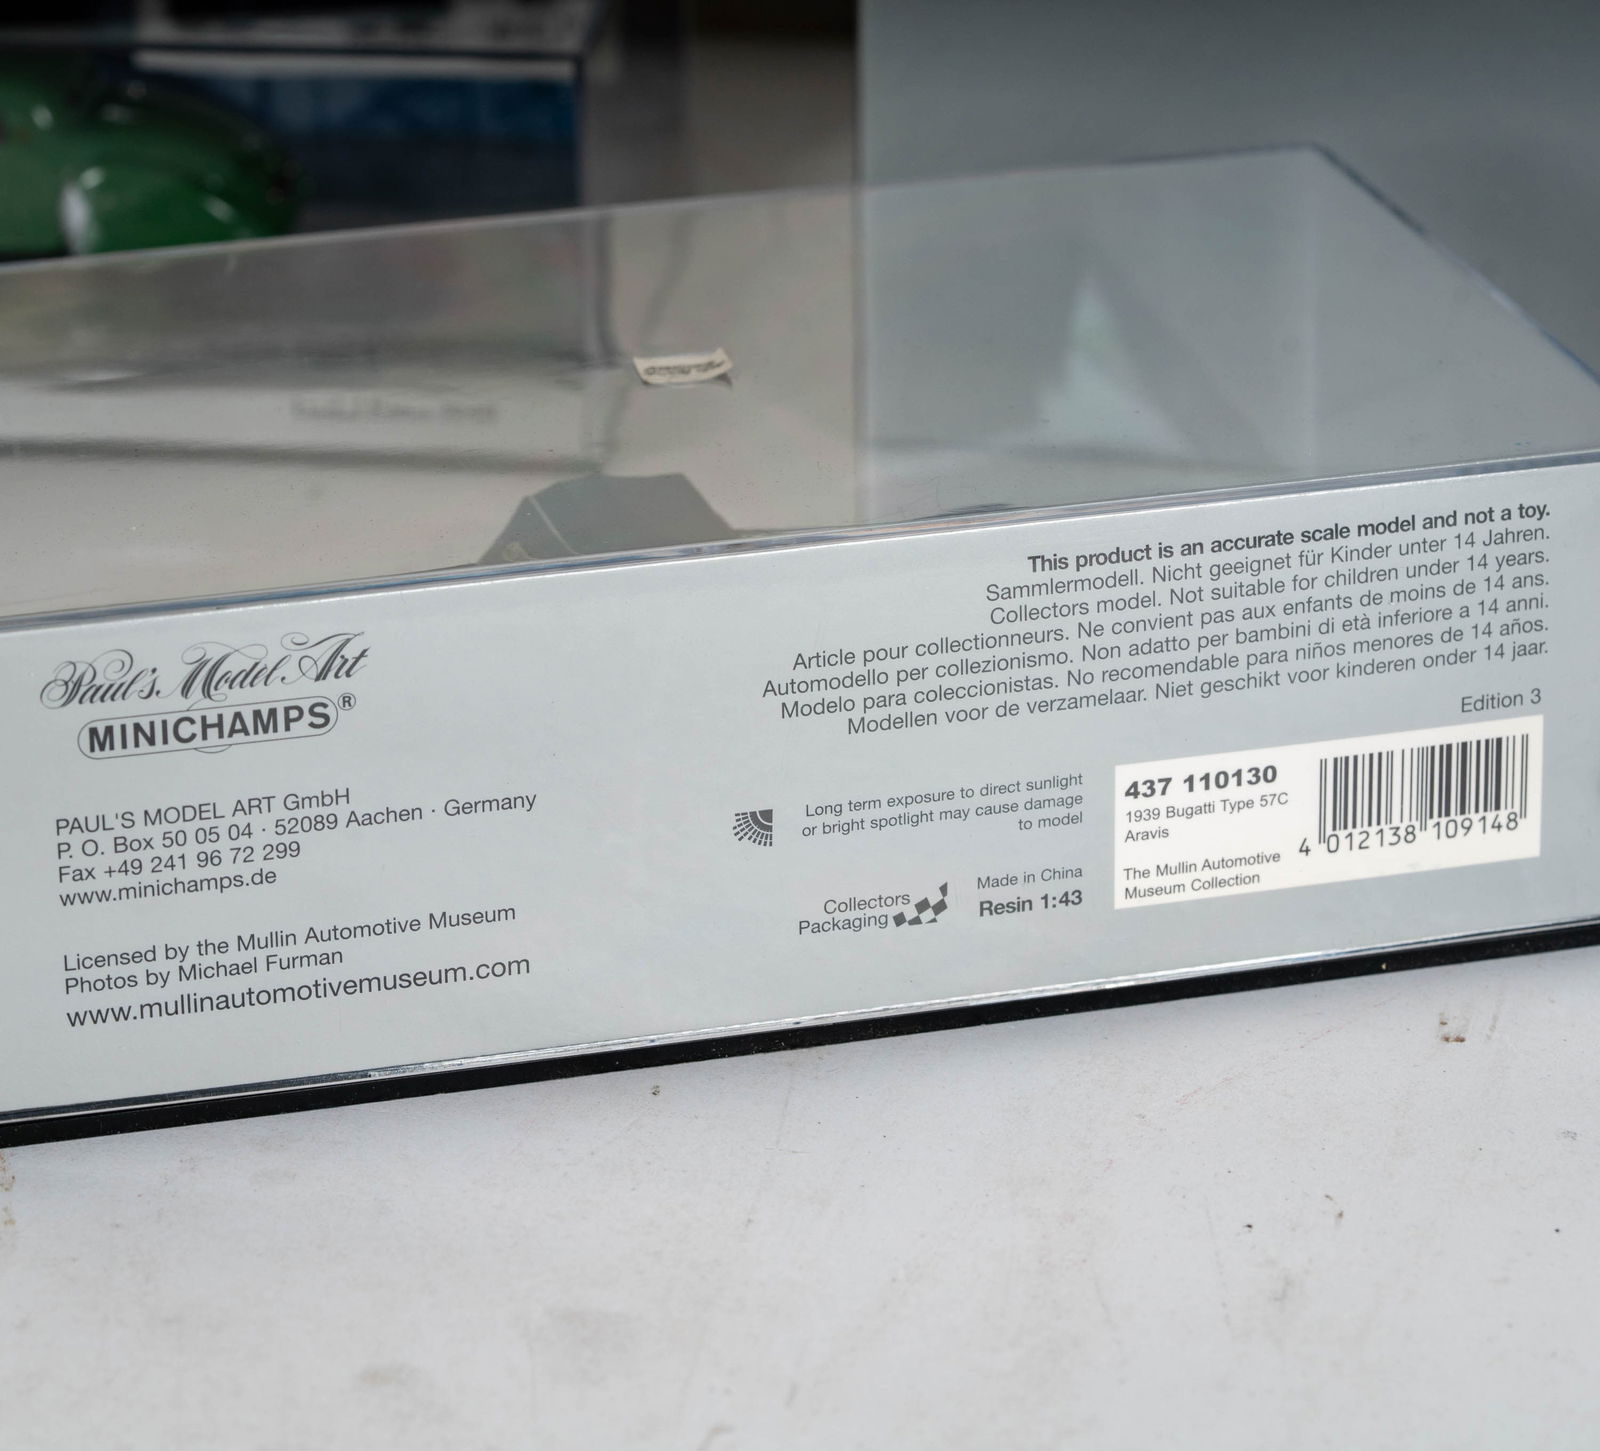 Paul's Model Art
MINICHAMPS®
PAUL'S MODEL ART GmbH
P. O. Box 50 05 04 · 52089 Aachen · Germany
Fax +49 241 96 72 299
www.minichamps.de
Licensed by the Mullin Automotive Museum
Photos by Michael Furman
www.mullinautomotivemuseum.com
This product is an accurate scale model and not a toy.
Sammlermodell. Nicht geeignet für Kinder unter 14 Jahren.
Collectors model. Not suitable for children under 14 years.
Article pour collectionneurs. Ne convient pas aux enfants de moins de 14 ans.
Automodello per collezionismo. Non adatto per bambini di età inferiore a 14 anni.
Modelo para coleccionistas. No recomendable para niños menores de 14 años.
Modellen voor de verzamelaar. Niet geschikt voor kinderen onder 14 jaar.
Edition 3
Long term exposure to direct sunlight
or bright spotlight may cause damage
to model
Collectors
Packaging
Made in China
Resin 1:43
437 110130
1939 Bugatti Type 57C
Aravis
The Mullin Automotive
Museum Collection
4 012138 109148